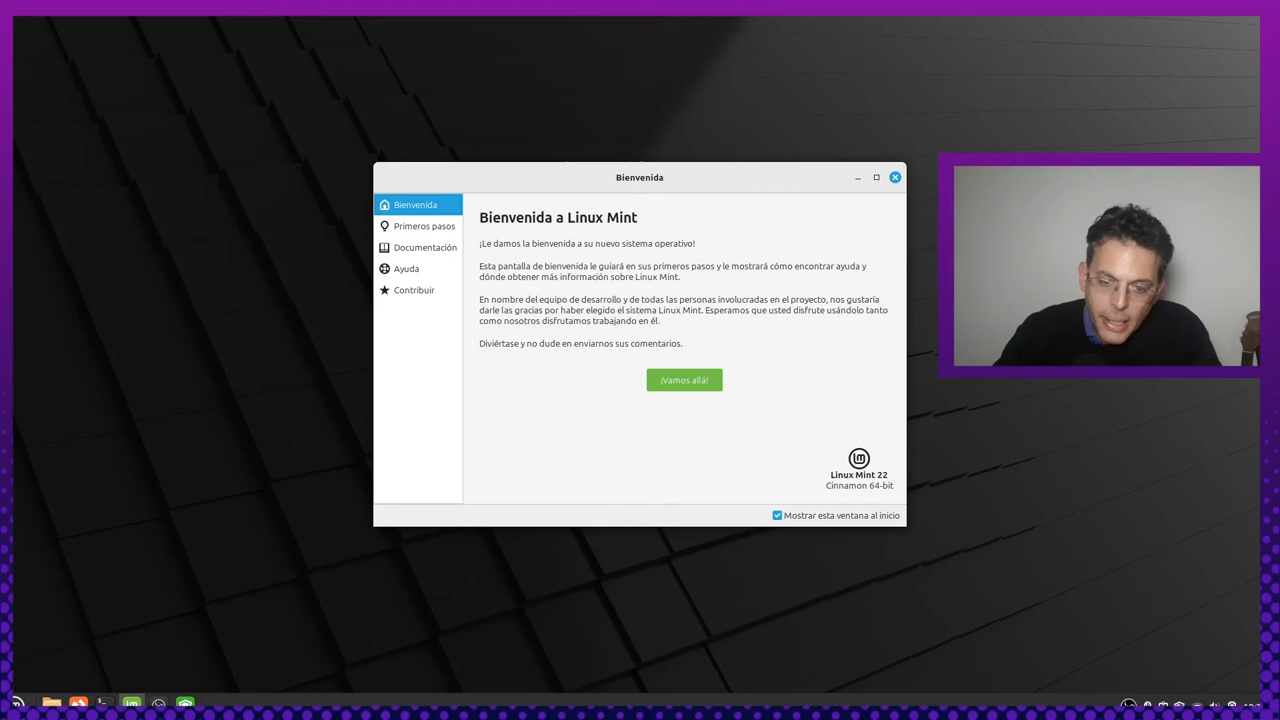 Bienvenida
Bienvenida
Primeros pasos
Documentación
Ayuda
Contribuir
Bienvenida a Linux Mint
¡Le damos la bienvenida a su nuevo sistema operativo!
Esta pantalla de bienvenida le guiará en sus primeros pasos y le mostrará cómo encontrar ayuda y
dónde obtener más información sobre Linux Mint.
En nombre del equipo de desarrollo y de todas las personas involucradas en el proyecto, nos gustaría
darle las gracias por haber elegido el sistema Linux Mint. Esperamos que usted disfrute usándolo tanto
como nosotros disfrutamos trabajando en él.
Diviértase y no dude en enviarnos sus comentarios.
¡Vamos allá!
Linux Mint 22
Cinnamon 64-bit
Mostrar esta ventana al inicio